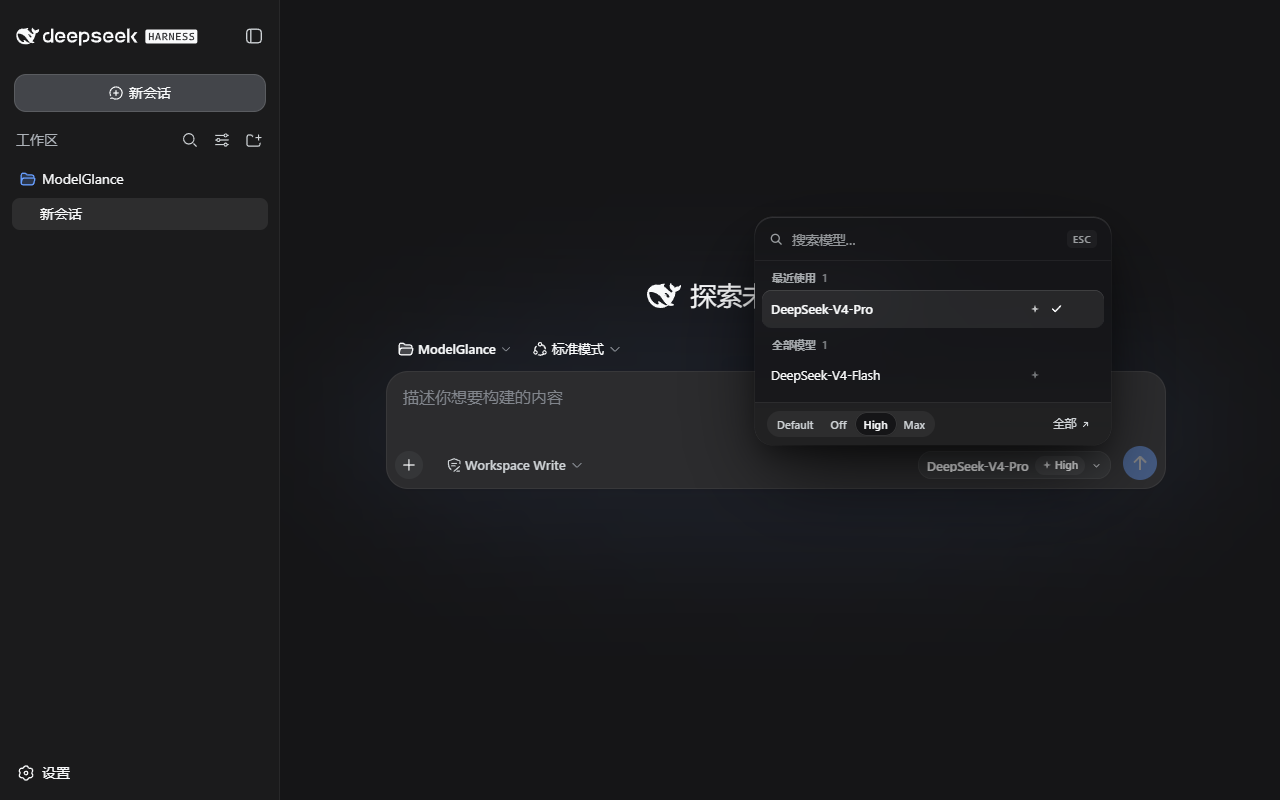 deepseek HARNESS
新会话
工作区
ModelGlance
新会话
设置
探索未
ModelGlance
标准模式
描述你想要构建的内容
Workspace Write
DeepSeek-V4-Pro
High
搜索模型...
ESC
最近使用 1
DeepSeek-V4-Pro
全部模型 1
DeepSeek-V4-Flash
Default Off High Max
全部